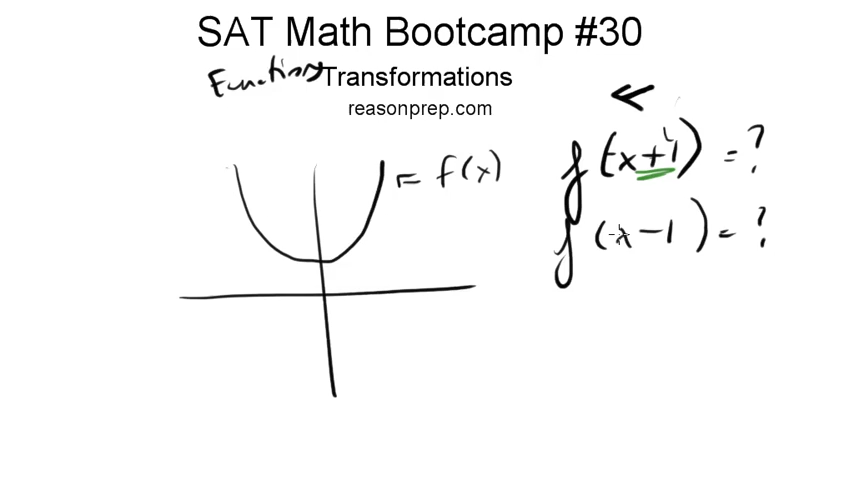 SAT Math Bootcamp #30
Functions Transformations
reasonprep.com
= f(x)
f(x+1) = ?
f(x-1) = ?